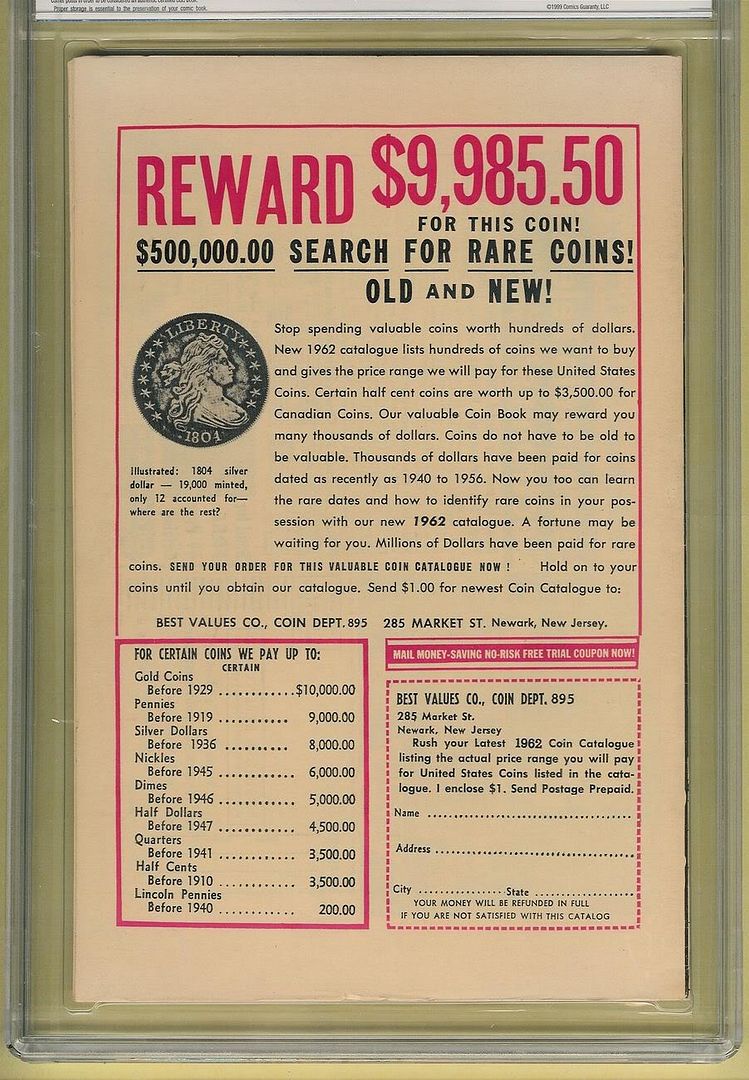 Proper storage is essential to the preservation of your comic book.
©1999 Comics Guaranty, LLC
REWARD $9,985.50
FOR THIS COIN!
$500,000.00 SEARCH FOR RARE COINS!
OLD AND NEW!
LIBERTY
1804
Illustrated: 1804 silver
dollar — 19,000 minted,
only 12 accounted for—
where are the rest?
Stop spending valuable coins worth hundreds of dollars.
New 1962 catalogue lists hundreds of coins we want to buy
and gives the price range we will pay for these United States
Coins. Certain half cent coins are worth up to $3,500.00 for
Canadian Coins. Our valuable Coin Book may reward you
many thousands of dollars. Coins do not have to be old to
be valuable. Thousands of dollars have been paid for coins
dated as recently as 1940 to 1956. Now you too can learn
the rare dates and how to identify rare coins in your pos-
session with our new 1962 catalogue. A fortune may be
waiting for you. Millions of Dollars have been paid for rare
coins. SEND YOUR ORDER FOR THIS VALUABLE COIN CATALOGUE NOW ! Hold on to your
coins until you obtain our catalogue. Send $1.00 for newest Coin Catalogue to:
BEST VALUES CO., COIN DEPT. 895 285 MARKET ST. Newark, New Jersey.
FOR CERTAIN COINS WE PAY UP TO:
CERTAIN
Gold Coins
Before 1929 ............$10,000.00
Pennies
Before 1919 ........... 9,000.00
Silver Dollars
Before 1936 .......... 8,000.00
Nickles
Before 1945 ............ 6,000.00
Dimes
Before 1946 ............ 5,000.00
Half Dollars
Before 1947 ............ 4,500.00
Quarters
Before 1941 ............ 3,500.00
Half Cents
Before 1910 ............ 3,500.00
Lincoln Pennies
Before 1940 ............ 200.00
MAIL MONEY-SAVING NO-RISK FREE TRIAL COUPON NOW!
BEST VALUES CO., COIN DEPT. 895
285 Market St.
Newark, New Jersey
Rush your Latest 1962 Coin Catalogue
listing the actual price range you will pay
for United States Coins listed in the cata-
logue. I enclose $1. Send Postage Prepaid.
Name ................................
Address ................................
City ................ State ................
YOUR MONEY WILL BE REFUNDED IN FULL
IF YOU ARE NOT SATISFIED WITH THIS CATALOG